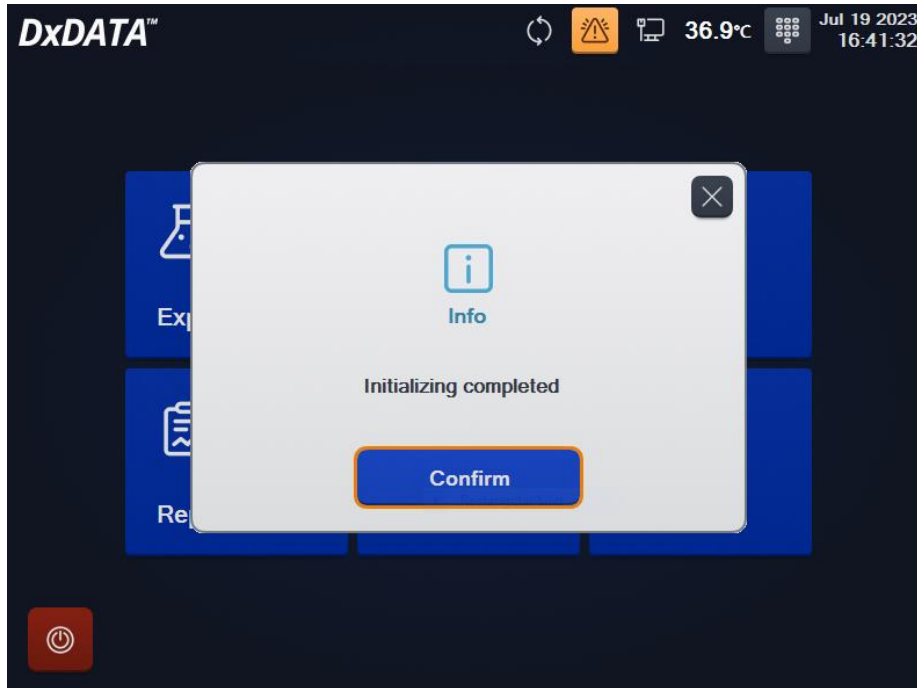 DxDATA™
36.9℃
Jul 19 2023
16:41:32
Info
Initializing completed
Confirm